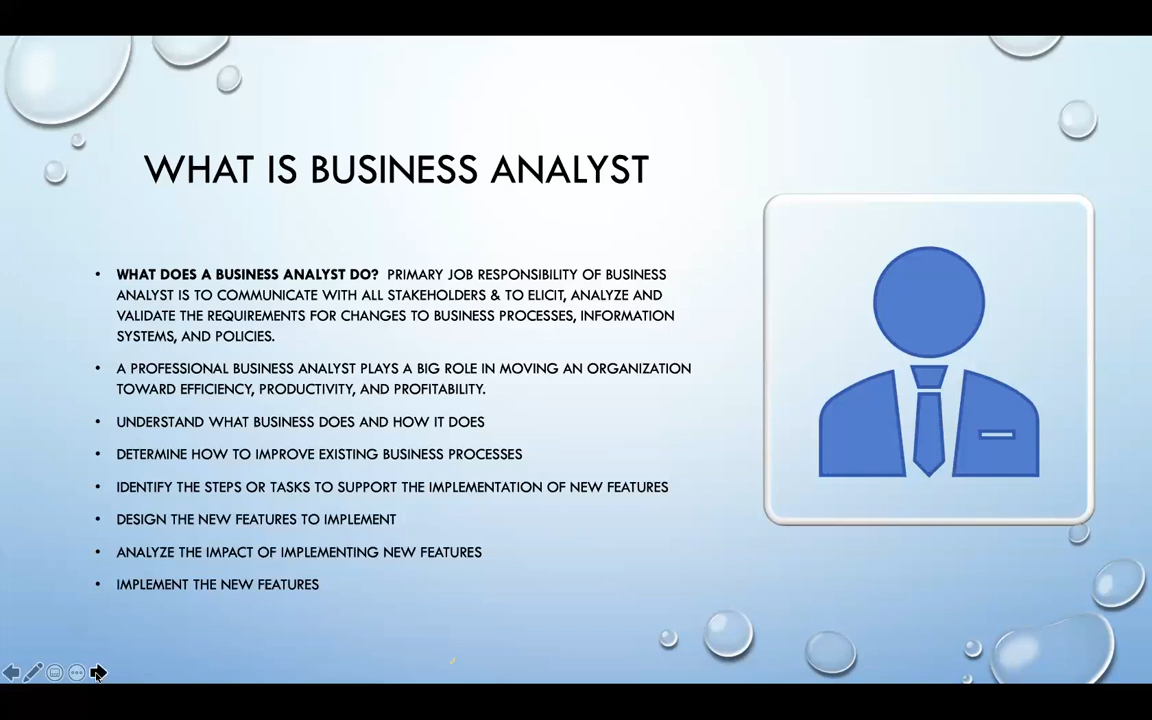 WHAT IS BUSINESS ANALYST
• WHAT DOES A BUSINESS ANALYST DO? PRIMARY JOB RESPONSIBILITY OF BUSINESS
ANALYST IS TO COMMUNICATE WITH ALL STAKEHOLDERS & TO ELICIT, ANALYZE AND
VALIDATE THE REQUIREMENTS FOR CHANGES TO BUSINESS PROCESSES, INFORMATION
SYSTEMS, AND POLICIES.
• A PROFESSIONAL BUSINESS ANALYST PLAYS A BIG ROLE IN MOVING AN ORGANIZATION
TOWARD EFFICIENCY, PRODUCTIVITY, AND PROFITABILITY.
• UNDERSTAND WHAT BUSINESS DOES AND HOW IT DOES
• DETERMINE HOW TO IMPROVE EXISTING BUSINESS PROCESSES
• IDENTIFY THE STEPS OR TASKS TO SUPPORT THE IMPLEMENTATION OF NEW FEATURES
• DESIGN THE NEW FEATURES TO IMPLEMENT
• ANALYZE THE IMPACT OF IMPLEMENTING NEW FEATURES
• IMPLEMENT THE NEW FEATURES